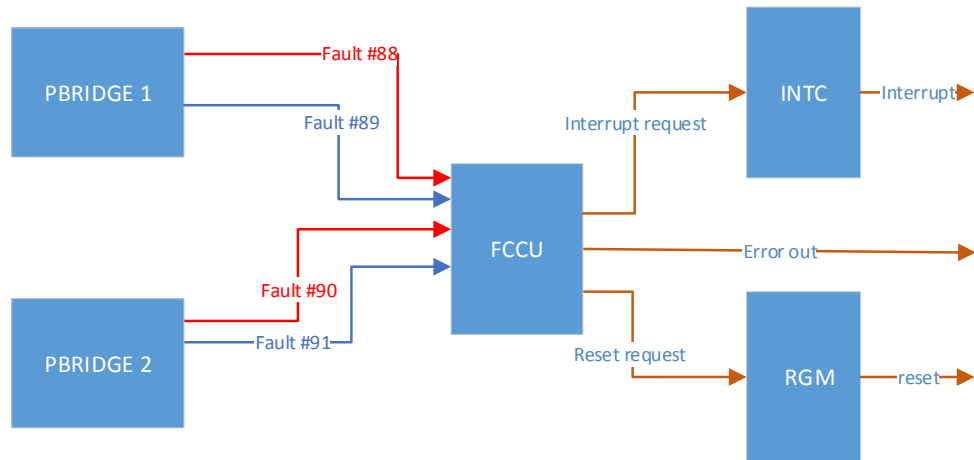 Fault #88
PBRIDGE 1
INTC
Interrupt
Fault #89
Interrupt request
FCCU
Error out
Fault #90
Fault #91
PBRIDGE 2
Reset request
RGM
reset